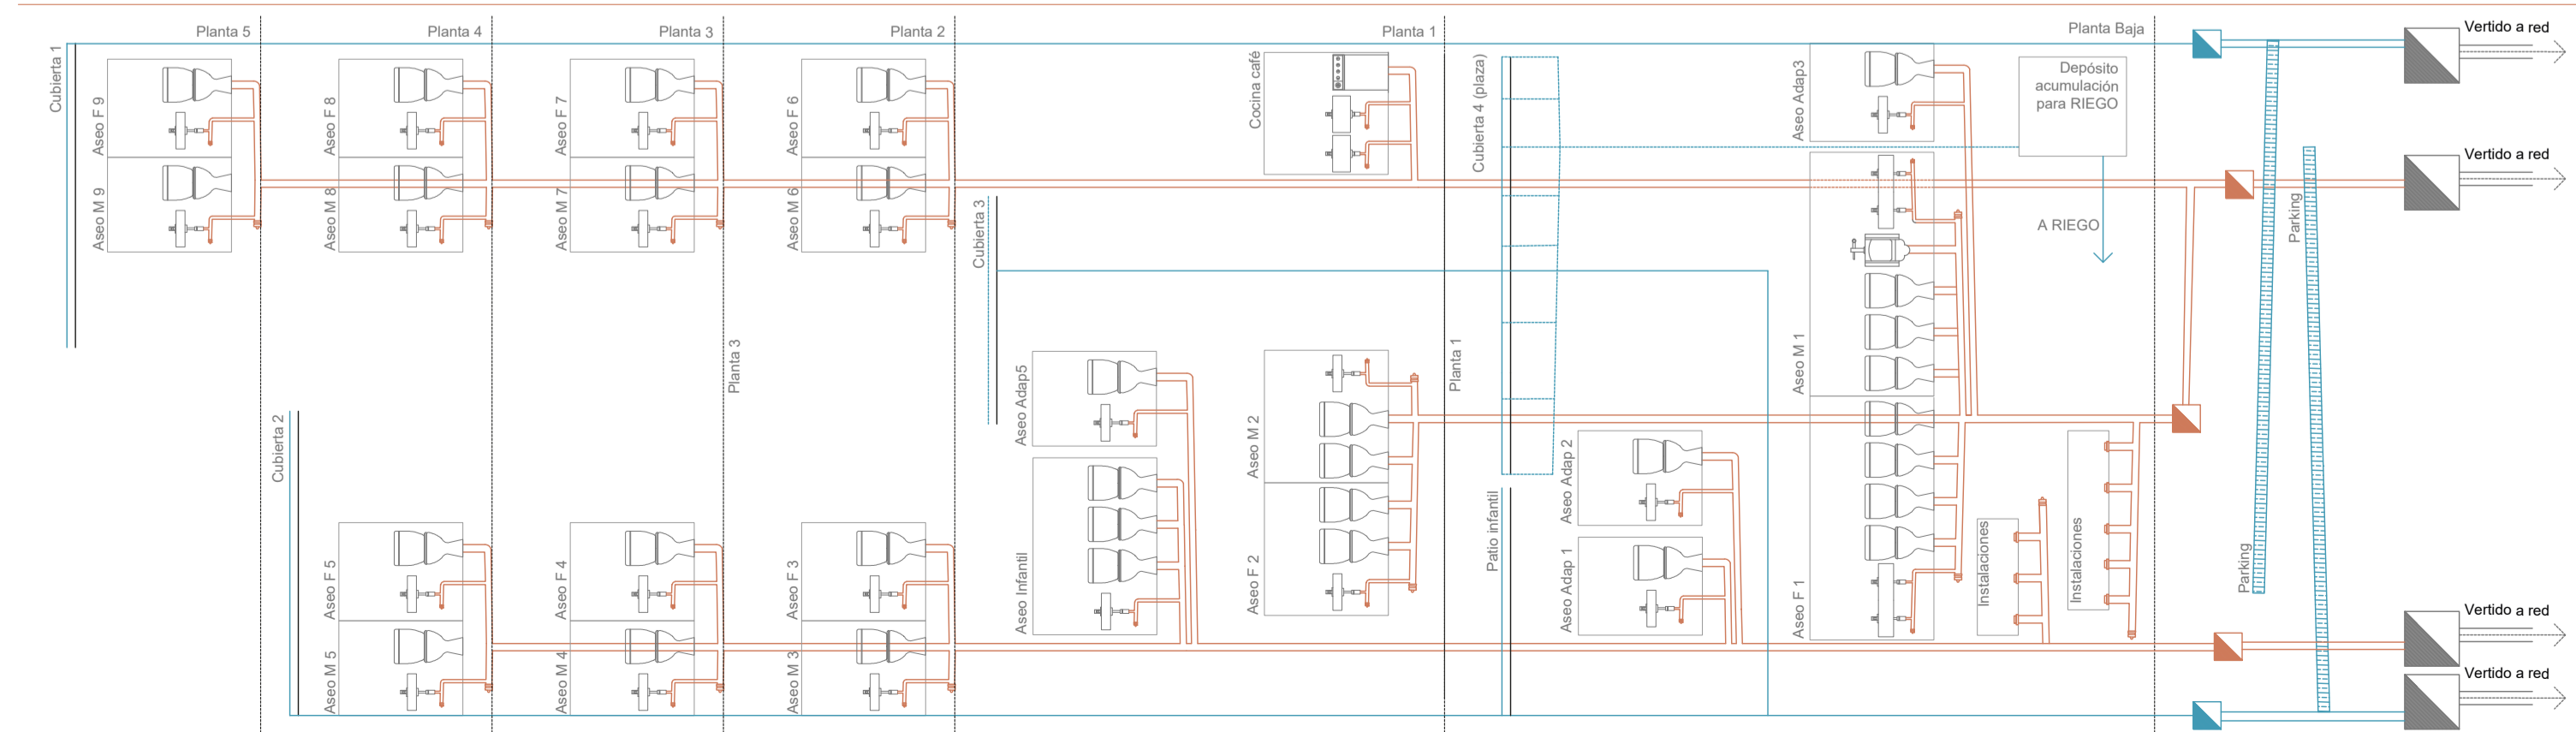 Planta 5
Planta 4
Planta 3
Planta 2
Planta 1
Planta Baja
Vertido a red
Cubierta 1
Aseo F 9
Aseo F 8
Aseo F 7
Aseo F 6
Cocina café
Cubierta 4 (plaza)
Aseo Adap3
Depósito
acumulación
para RIEGO
Vertido a red
Aseo M 9
Aseo M 8
Aseo M 7
Aseo M 6
Cubierta 3
A RIEGO
Parking
Planta 3
Planta 1
Aseo Adap5
Aseo M 2
Aseo M 1
Cubierta 2
Aseo Adap 2
Patio infantil
Aseo F 5
Aseo F 4
Aseo F 3
Aseo Infantil
Aseo F 2
Aseo Adap 1
Aseo F 1
Instalaciones
Instalaciones
Parking
Vertido a red
Aseo M 5
Aseo M 4
Aseo M 3
Vertido a red